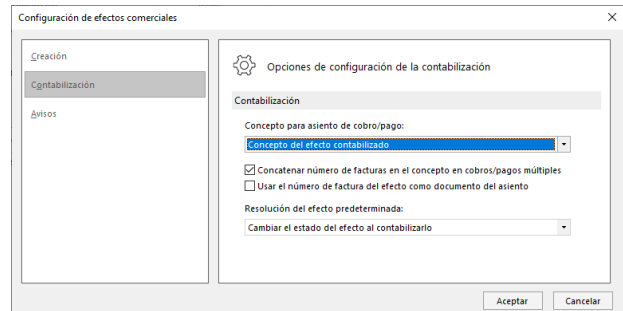 Configuración de efectos comerciales
Creación
Contabilización
Avisos
Opciones de configuración de la contabilización
Contabilización
Concepto para asiento de cobro/pago:
Concepto del efecto contabilizado
Concatenar número de facturas en el concepto en cobros/pagos múltiples
Usar el número de factura del efecto como documento del asiento
Resolución del efecto predeterminada:
Cambiar el estado del efecto al contabilizarlo
Aceptar Cancelar